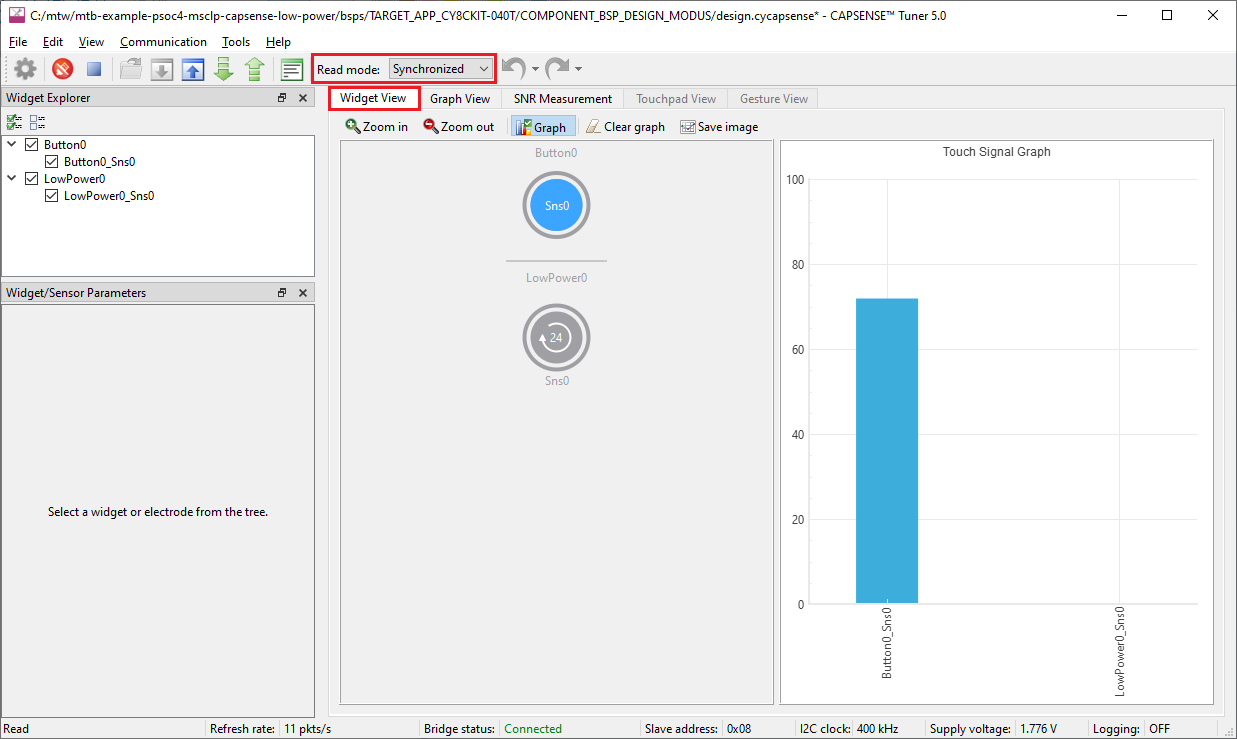 C:/mtw/mtb-example-psoc4-msclp-capsense-low-power/bsps/TARGET_APP_CY8CKIT-040T/COMPONENT_BSP_DESIGN_MODUS/design.cycapsense* - CAPSENSE™ Tuner 5.0
File Edit View Communication Tools Help
Read mode: Synchronized
Widget Explorer
Button0
Button0_Sns0
LowPower0
LowPower0_Sns0
Widget/Sensor Parameters
Select a widget or electrode from the tree.
Widget View Graph View SNR Measurement Touchpad View Gesture View
Zoom in Zoom out Graph Clear graph Save image
Button0
Sns0
LowPower0
24
Sns0
Touch Signal Graph
100
80
60
40
20
0
Button0_Sns0
LowPower0_Sns0
Read Refresh rate: 11 pkts/s Bridge status: Connected Slave address: 0x08 I2C clock: 400 kHz Supply voltage: 1.776 V Logging: OFF